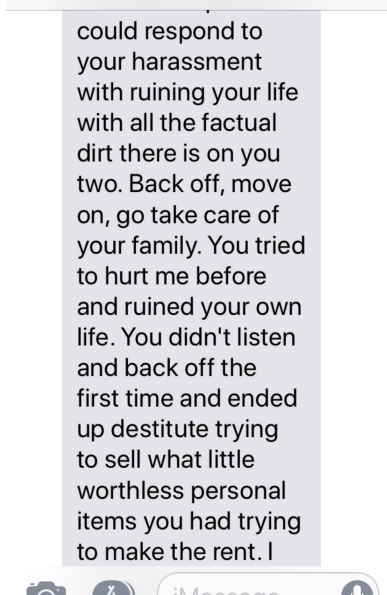 could respond to
your harassment
with ruining your life
with all the factual
dirt there is on you
two. Back off, move
on, go take care of
your family. You tried
to hurt me before
and ruined your own
life. You didn't listen
and back off the
first time and ended
up destitute trying
to sell what little
worthless personal
items you had trying
to make the rent. I
iMessage